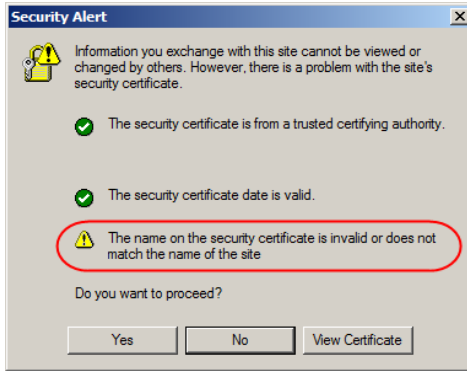 Security Alert
Information you exchange with this site cannot be viewed or
changed by others. However, there is a problem with the site's
security certificate.
The security certificate is from a trusted certifying authority.
The security certificate date is valid.
The name on the security certificate is invalid or does not
match the name of the site
Do you want to proceed?
Yes
No
View Certificate